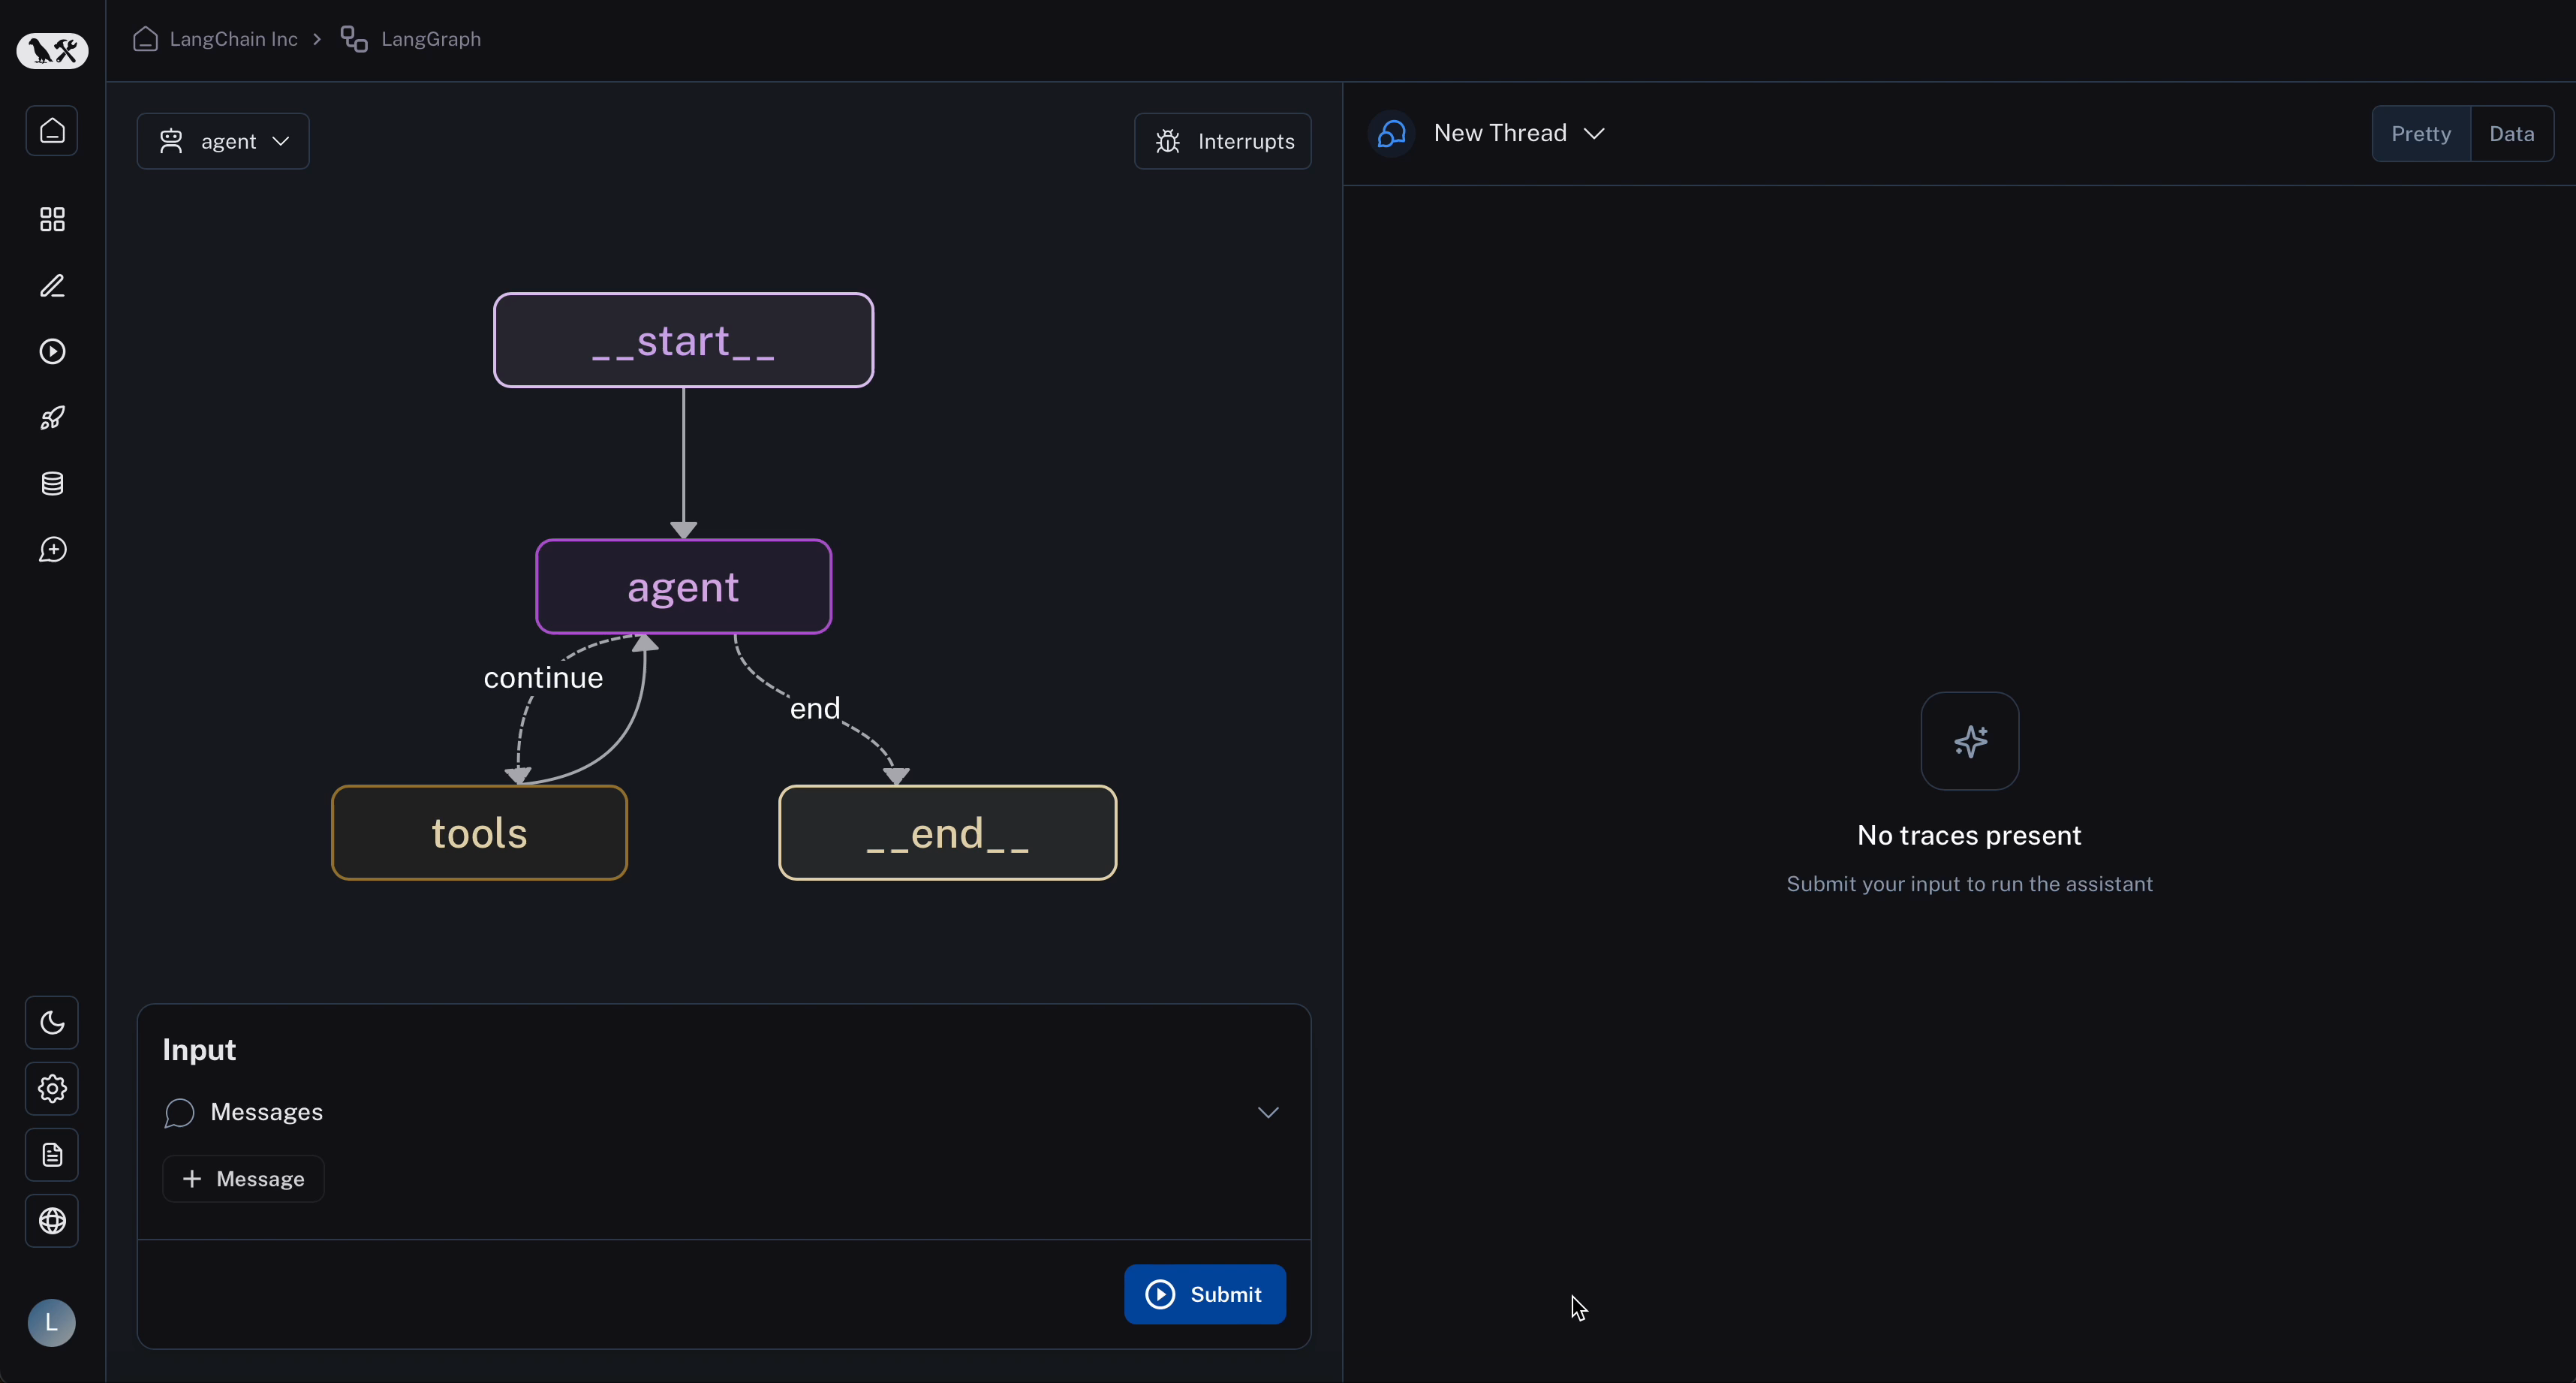 LangChain Inc > LangGraph
agent
Interrupts
__start__
agent
continue
end
tools
__end__
Input
Messages
+ Message
Submit
L
New Thread
Pretty
Data
No traces present
Submit your input to run the assistant